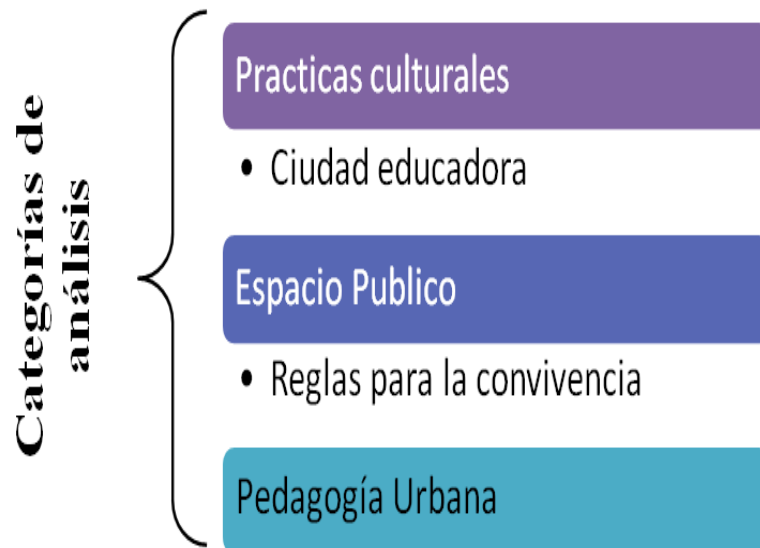 Categorías de
análisis
Practicas culturales
• Ciudad educadora
Espacio Publico
• Reglas para la convivencia
Pedagogía Urbana